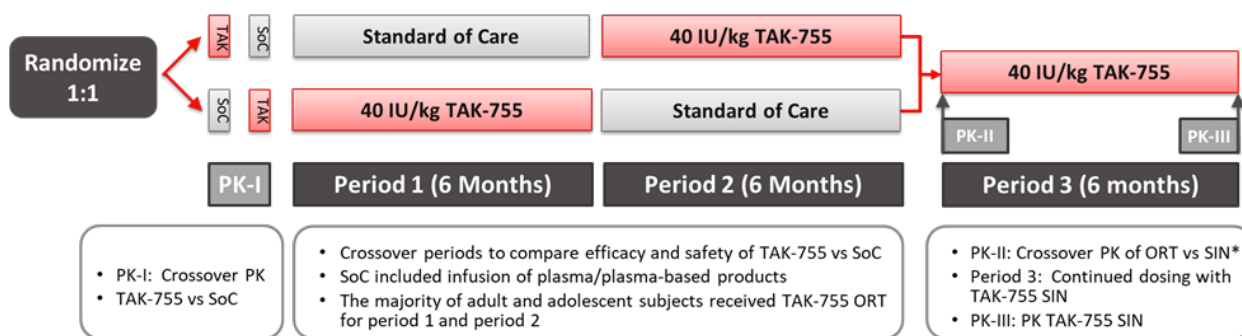 TAK
SoC
Standard of Care
40 IU/kg TAK-755
Randomize
1:1
40 IU/kg TAK-755
SoC
TAK
40 IU/kg TAK-755
Standard of Care
PK-II
PK-III
PK-I
Period 1 (6 Months)
Period 2 (6 Months)
Period 3 (6 months)
• PK-I: Crossover PK
• TAK-755 vs SoC
• Crossover periods to compare efficacy and safety of TAK-755 vs SoC
• SoC included infusion of plasma/plasma-based products
• The majority of adult and adolescent subjects received TAK-755 ORT
for period 1 and period 2
• PK-II: Crossover PK of ORT vs SIN*
• Period 3: Continued dosing with
TAK-755 SIN
• PK-III: PK TAK-755 SIN